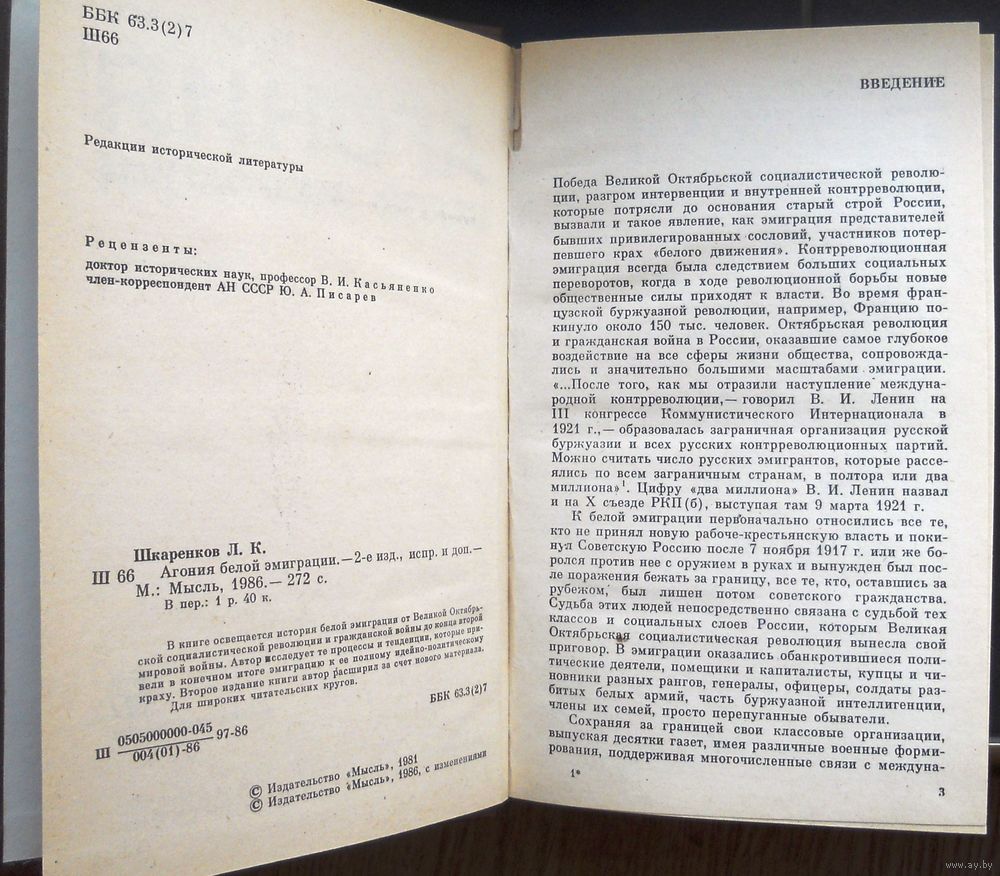 ББК 63.3(2)7
Ш66
Редакции исторической литературы
Рецензенты:
доктор исторических наук, профессор В. И. Касьяненко
член-корреспондент АН СССР Ю. А. Писарев
Шкаренков Л. К.
Ш 66 Агония белой эмиграции.—2-е изд., испр. и доп.—
М.: Мысль, 1986.— 272 с.
В пер.: 1 р. 40 к.
В книге освещается история белой эмиграции от Великой Октябрь-
ской социалистической революции и гражданской войны до конца второй
мировой войны. Автор исследует те процессы и тенденции, которые при-
вели в конечном итоге эмиграцию к ее полному идейно-политическому
краху. Второе издание книги автор расширил за счет нового материала.
Для широких читательских кругов.
ББК 63.3(2)7
Ш 0505000000-045
004(01)-86 97-86
© Издательство «Мысль», 1981
© Издательство «Мысль», 1986, с изменениями
ВВЕДЕНИЕ
Победа Великой Октябрьской социалистической револю-
ции, разгром интервенции и внутренней контрреволюции,
которые потрясли до основания старый строй России,
вызвали и такое явление, как эмиграция представителей
бывших привилегированных сословий, участников потер-
певшего крах «белого движения». Контрреволюционная
эмиграция всегда была следствием больших социальных
переворотов, когда в ходе революционной борьбы новые
общественные силы приходят к власти. Во время фран-
цузской буржуазной революции, например, Францию по-
кинуло около 150 тыс. человек. Октябрьская революция
и гражданская война в России, оказавшие самое глубокое
воздействие на все сферы жизни общества, сопровожда-
лись и значительно большими масштабами эмиграции.
«...После того, как мы отразили наступление междуна-
родной контрреволюции,— говорил В. И. Ленин на
III конгрессе Коммунистического Интернационала в
1921 г.,— образовалась заграничная организация русской
буржуазии и всех русских контрреволюционных партий.
Можно считать число русских эмигрантов, которые рассе-
ялись по всем заграничным странам, в полтора или два
миллиона»¹. Цифру «два миллиона» В. И. Ленин назвал
и на X съезде РКП(б), выступая там 9 марта 1921 г.
К белой эмиграции первоначально относились все те,
кто не принял новую рабоче-крестьянскую власть и поки-
нул Советскую Россию после 7 ноября 1917 г. или же бо-
ролся против нее с оружием в руках и вынужден был пос-
ле поражения бежать за границу, все те, кто, оставшись за
рубежом, был лишен потом советского гражданства.
Судьба этих людей непосредственно связана с судьбой тех
классов и социальных слоев России, которым Великая
Октябрьская социалистическая революция вынесла свой
приговор. В эмиграции оказались обанкротившиеся поли-
тические деятели, помещики и капиталисты, купцы и чи-
новники разных рангов, генералы, офицеры, солдаты раз-
битых белых армий, часть буржуазной интеллигенции,
члены их семей, просто перепуганные обыватели.
Сохраняя за границей свои классовые организации,
выпуская десятки газет, имея различные военные форми-
рования, поддерживая многочисленные связи с междуна-
1*
3
www.ay.by